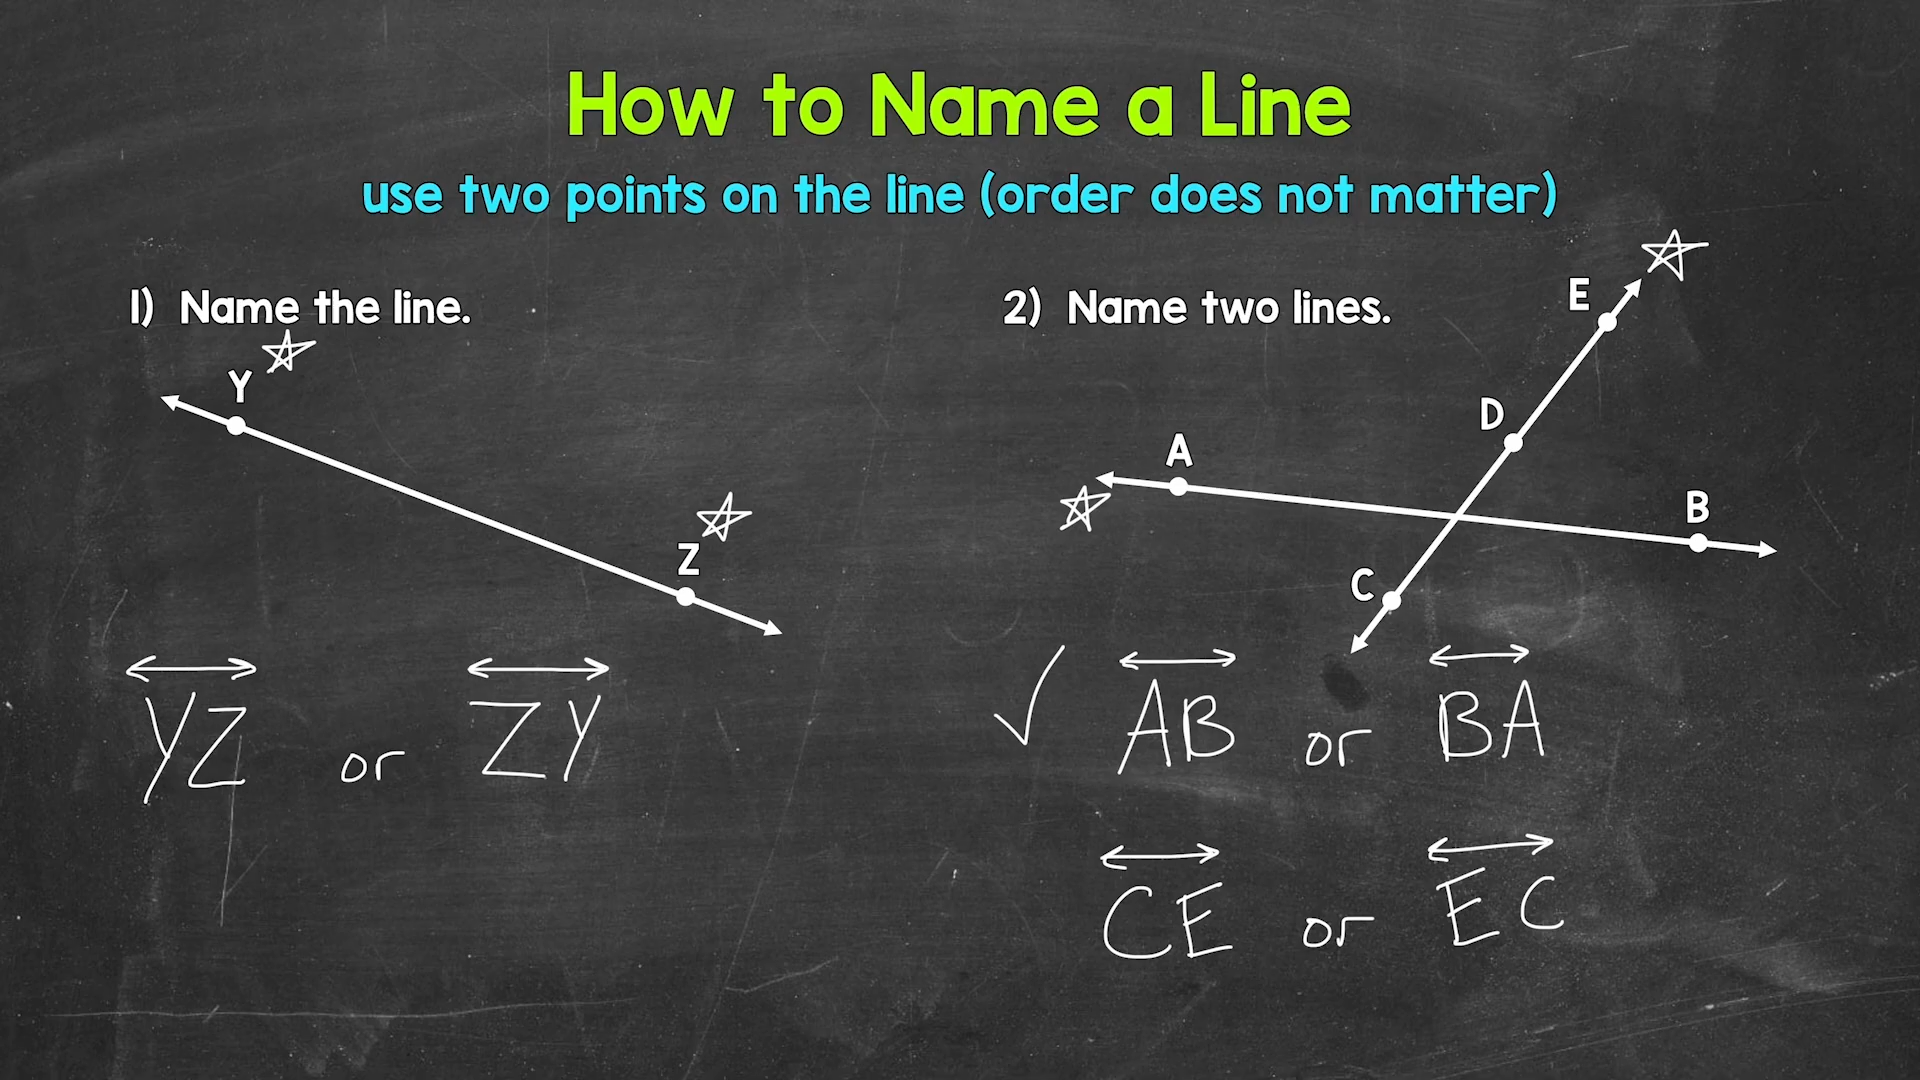 How to Name a Line
use two points on the line (order does not matter)
1) Name the line.
Y
Z
YZ or ZY
2) Name two lines.
E
D
A
B
C
AB or BA
CE or EC